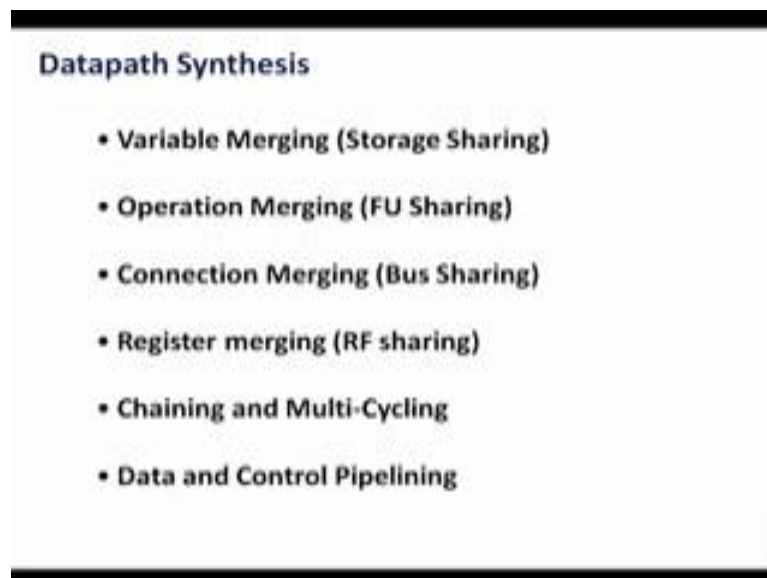 Datapath Synthesis
• Variable Merging (Storage Sharing)
• Operation Merging (FU Sharing)
• Connection Merging (Bus Sharing)
• Register merging (RF sharing)
• Chaining and Multi-Cycling
• Data and Control Pipelining